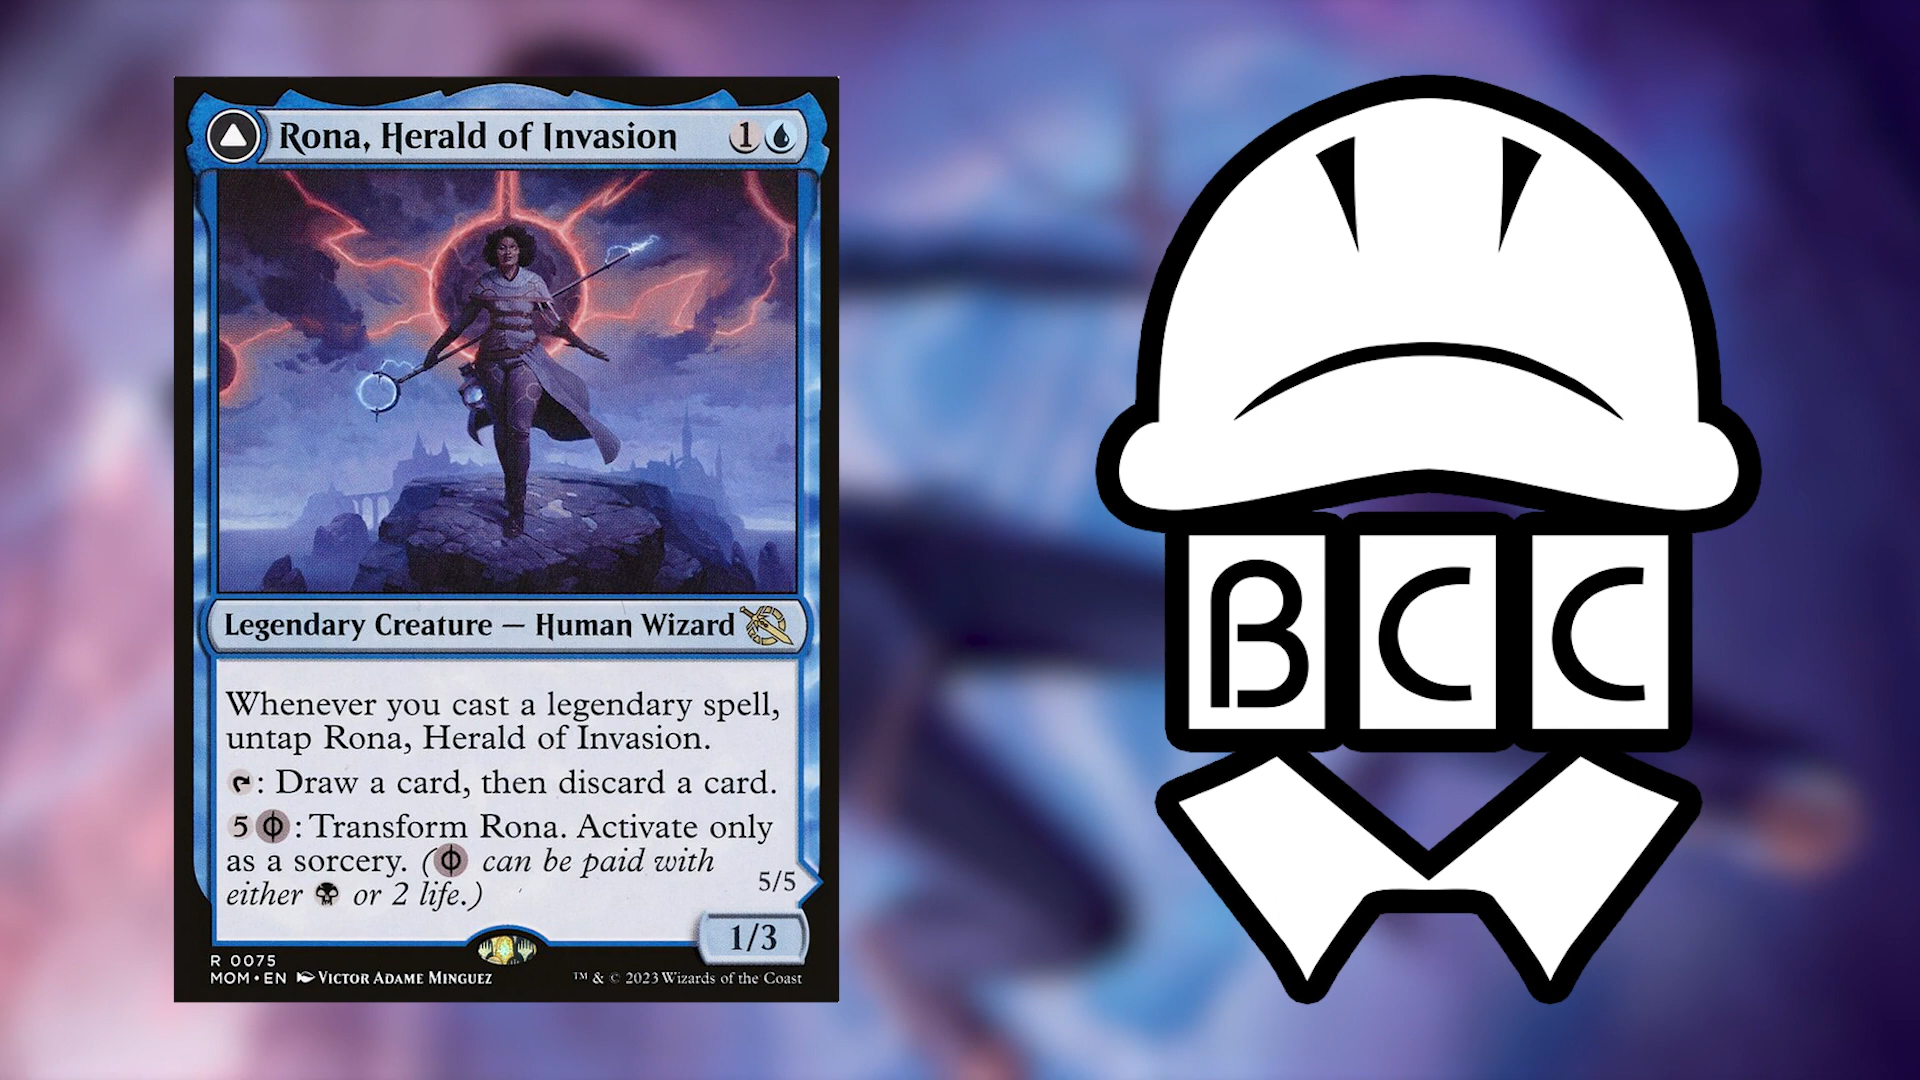 Rona, Herald of Invasion 1
Legendary Creature — Human Wizard
Whenever you cast a legendary spell,
untap Rona, Herald of Invasion.
: Draw a card, then discard a card.
5 : Transform Rona. Activate only
as a sorcery. ( can be paid with
either or 2 life.)
5/5
1/3
R 0075
MOM • EN Victor Adame Minguez
™ & © 2023 Wizards of the Coast
BCC